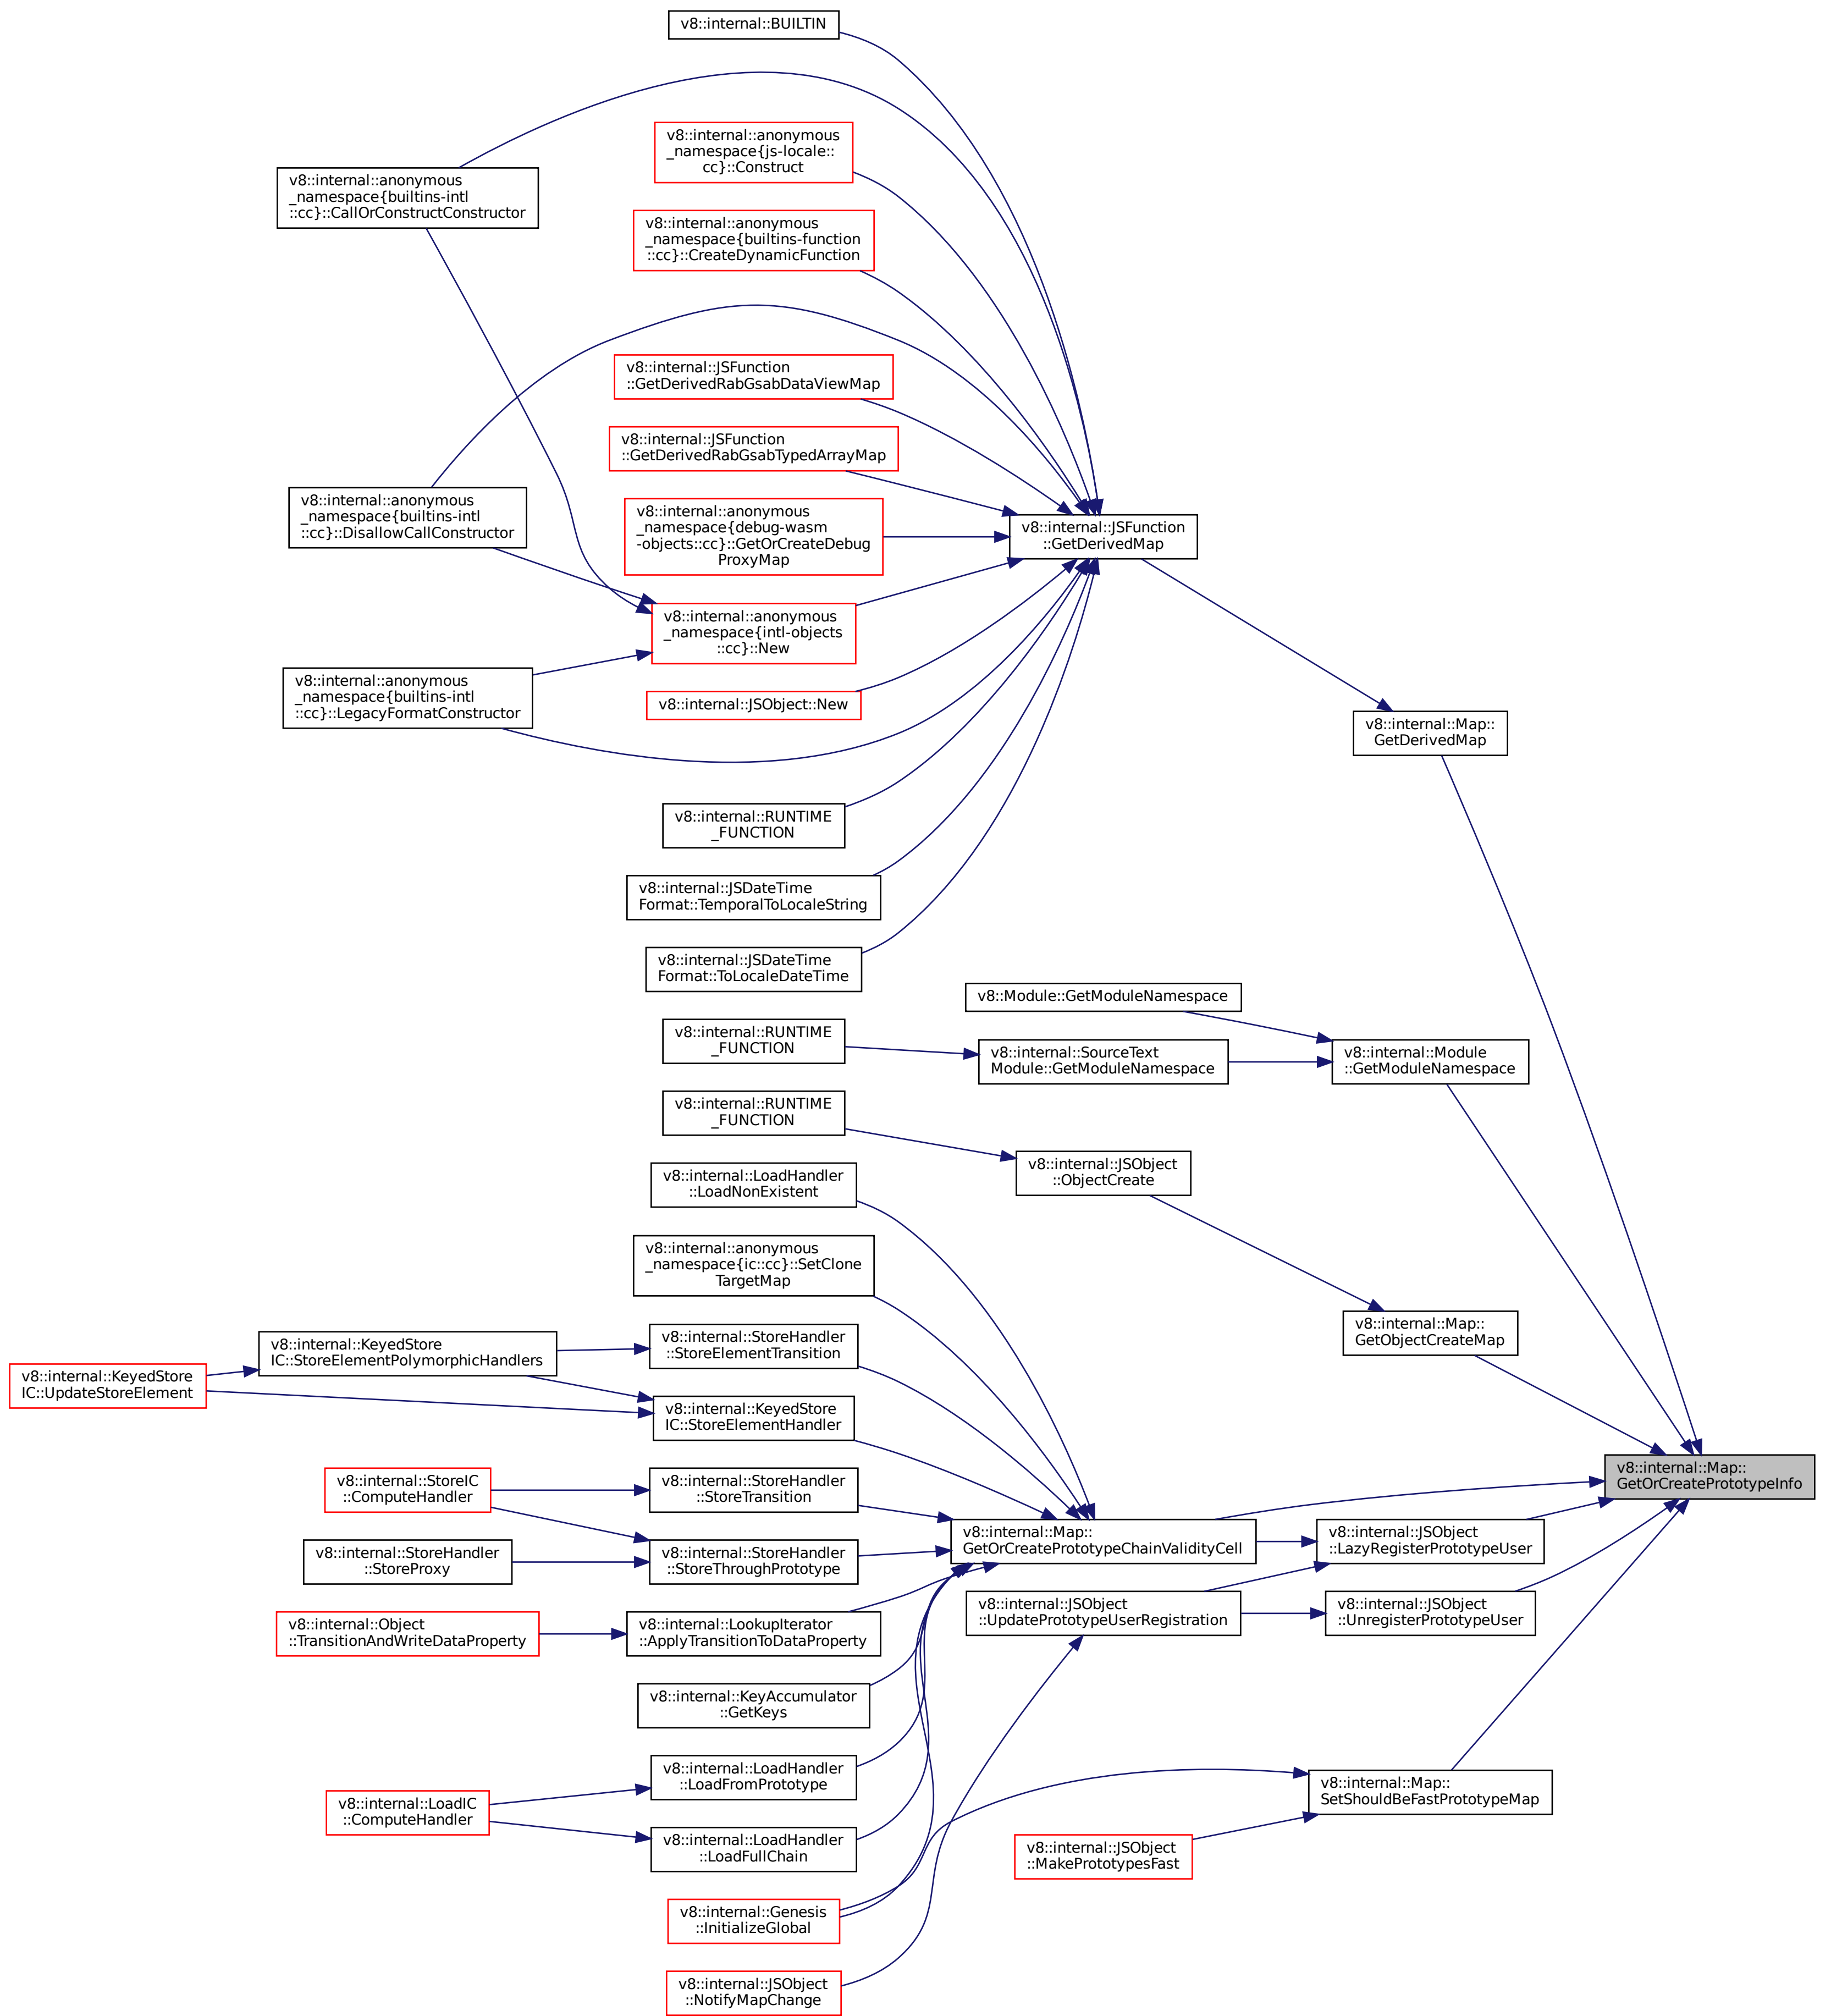 v8::internal::BUILTIN
v8::internal::anonymous
_namespace{js-locale::
cc}::Construct
v8::internal::anonymous
_namespace{builtins-intl
::cc}::CallOrConstructConstructor
v8::internal::anonymous
_namespace{builtins-function
::cc}::CreateDynamicFunction
v8::internal::JSFunction
::GetDerivedRabGsabDataViewMap
v8::internal::JSFunction
::GetDerivedRabGsabTypedArrayMap
v8::internal::anonymous
_namespace{builtins-intl
::cc}::DisallowCallConstructor
v8::internal::anonymous
_namespace{debug-wasm
-objects::cc}::GetOrCreateDebug
ProxyMap
v8::internal::JSFunction
::GetDerivedMap
v8::internal::anonymous
_namespace{intl-objects
::cc}::New
v8::internal::anonymous
_namespace{builtins-intl
::cc}::LegacyFormatConstructor
v8::internal::JSObject::New
v8::internal::Map::
GetDerivedMap
v8::internal::RUNTIME
_FUNCTION
v8::internal::JSDateTime
Format::TemporalToLocaleString
v8::internal::JSDateTime
Format::ToLocaleDateTime
v8::Module::GetModuleNamespace
v8::internal::RUNTIME
_FUNCTION
v8::internal::SourceText
Module::GetModuleNamespace
v8::internal::Module
::GetModuleNamespace
v8::internal::RUNTIME
_FUNCTION
v8::internal::JSObject
::ObjectCreate
v8::internal::LoadHandler
::LoadNonExistent
v8::internal::anonymous
_namespace{ic::cc}::SetClone
TargetMap
v8::internal::Map::
GetObjectCreateMap
v8::internal::KeyedStore
IC::UpdateStoreElement
v8::internal::KeyedStore
IC::StoreElementPolymorphicHandlers
v8::internal::StoreHandler
::StoreElementTransition
v8::internal::KeyedStore
IC::StoreElementHandler
v8::internal::Map::
GetOrCreatePrototypeInfo
v8::internal::StoreIC
::ComputeHandler
v8::internal::StoreHandler
::StoreTransition
v8::internal::Map::
GetOrCreatePrototypeChainValidityCell
v8::internal::JSObject
::LazyRegisterPrototypeUser
v8::internal::StoreHandler
::StoreProxy
v8::internal::StoreHandler
::StoreThroughPrototype
v8::internal::JSObject
::UpdatePrototypeUserRegistration
v8::internal::JSObject
::UnregisterPrototypeUser
v8::internal::Object
::TransitionAndWriteDataProperty
v8::internal::LookupIterator
::ApplyTransitionToDataProperty
v8::internal::KeyAccumulator
::GetKeys
v8::internal::LoadHandler
::LoadFromPrototype
v8::internal::Map::
SetShouldBeFastPrototypeMap
v8::internal::LoadIC
::ComputeHandler
v8::internal::LoadHandler
::LoadFullChain
v8::internal::JSObject
::MakePrototypesFast
v8::internal::Genesis
::InitializeGlobal
v8::internal::JSObject
::NotifyMapChange